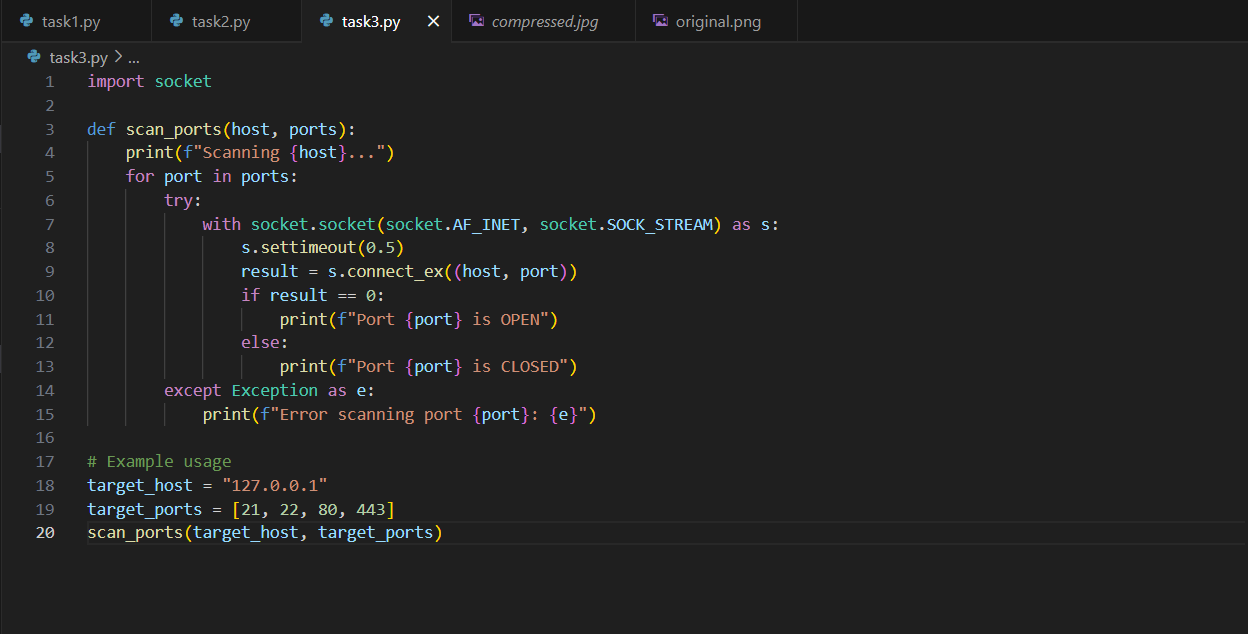 task1.py
task2.py
task3.py
compressed.jpg
original.png
task3.py > ...
1 import socket
2
3 def scan_ports(host, ports):
4     print(f"Scanning {host}...")
5     for port in ports:
6         try:
7             with socket.socket(socket.AF_INET, socket.SOCK_STREAM) as s:
8                 s.settimeout(0.5)
9                 result = s.connect_ex((host, port))
10                 if result == 0:
11                     print(f"Port {port} is OPEN")
12                 else:
13                     print(f"Port {port} is CLOSED")
14         except Exception as e:
15             print(f"Error scanning port {port}: {e}")
16
17 # Example usage
18 target_host = "127.0.0.1"
19 target_ports = [21, 22, 80, 443]
20 scan_ports(target_host, target_ports)